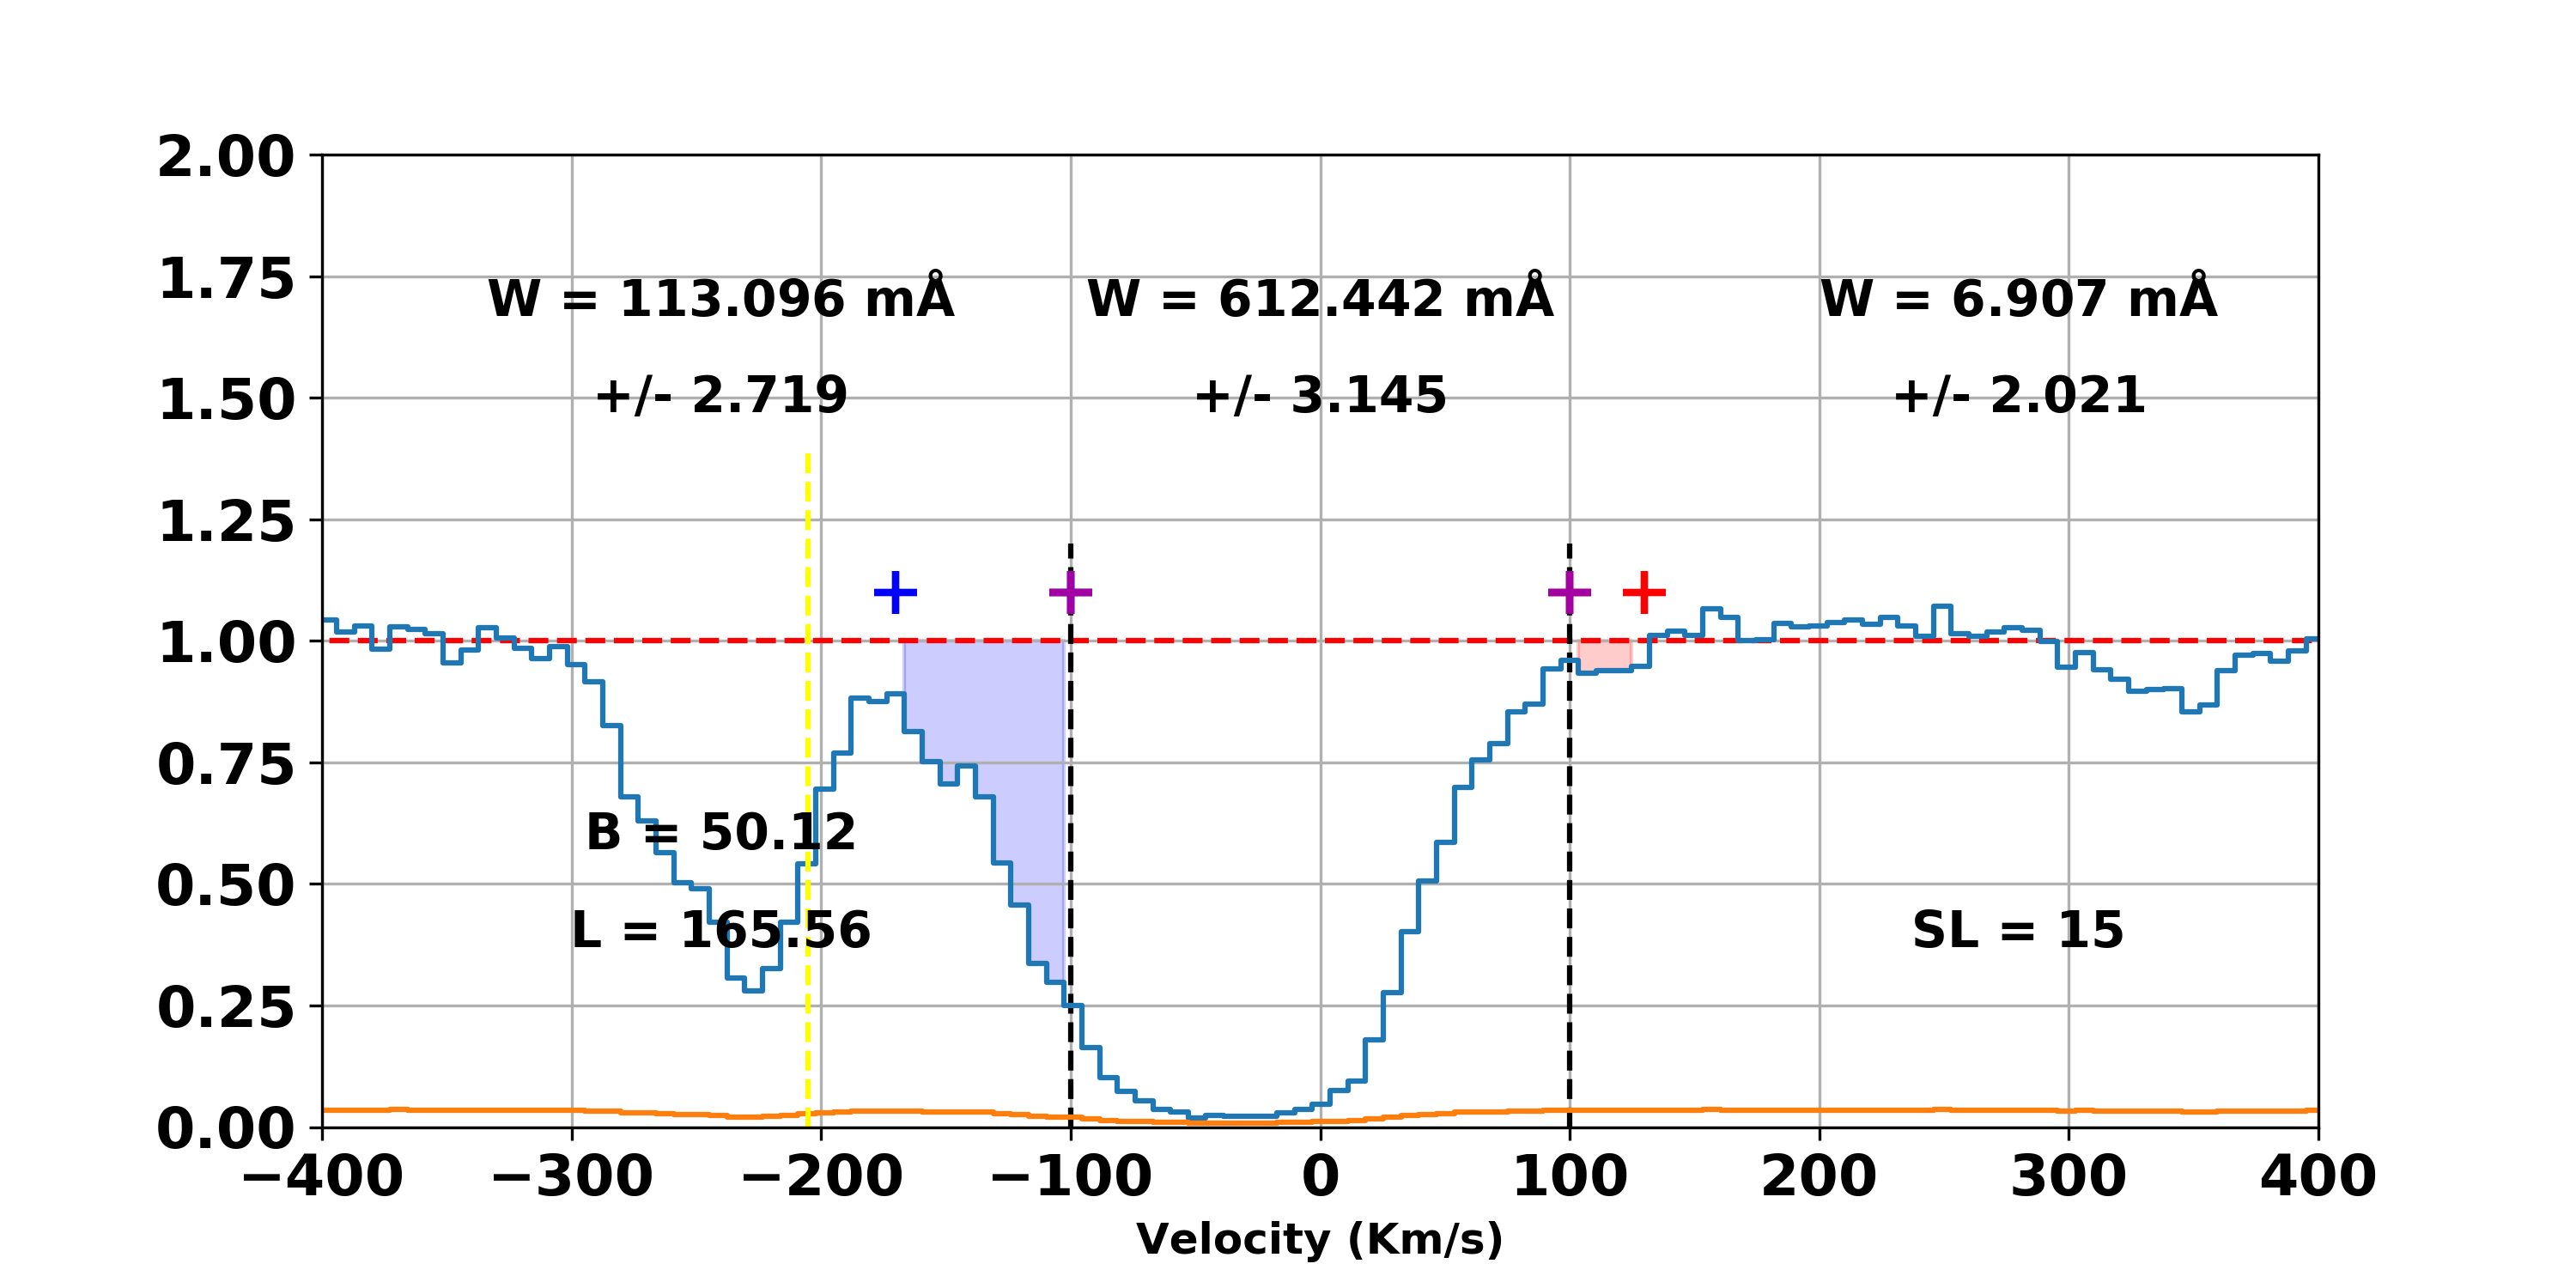 2.00
1.75
W = 113.096 mÅ W = 612.442 mÅ W = 6.907 mÅ
1.50
+/- 2.719 +/- 3.145 +/- 2.021
1.25
1.00
0.75
B = 50.12
0.50
L = 165.56 SL = 15
0.25
0.00
−400 −300 −200 −100 0 100 200 300 400
Velocity (Km/s)